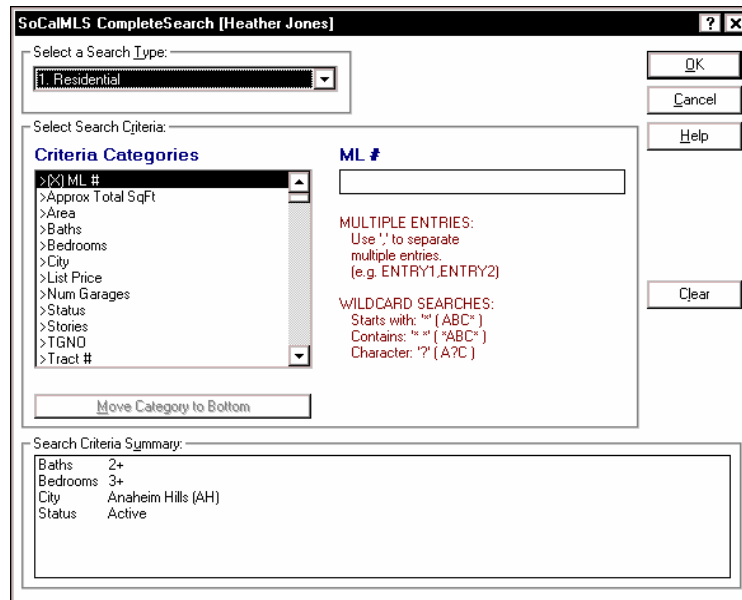 SoCalMLS CompleteSearch [Heather Jones]
? X
Select a Search Type:
1. Residential
OK
Cancel
Help
Clear
Select Search Criteria:
Criteria Categories
>(X) ML #
>Approx Total SqFt
>Area
>Baths
>Bedrooms
>City
>List Price
>Num Garages
>Status
>Stories
>TGNO
>Tract #
Move Category to Bottom
ML #
MULTIPLE ENTRIES:
Use ',' to separate
multiple entries.
(e.g. ENTRY1,ENTRY2)
WILDCARD SEARCHES:
Starts with: '*' ( ABC* )
Contains: '* *' ( *ABC* )
Character: '?' ( A?C )
Search Criteria Summary:
Baths 2+
Bedrooms 3+
City Anaheim Hills (AH)
Status Active